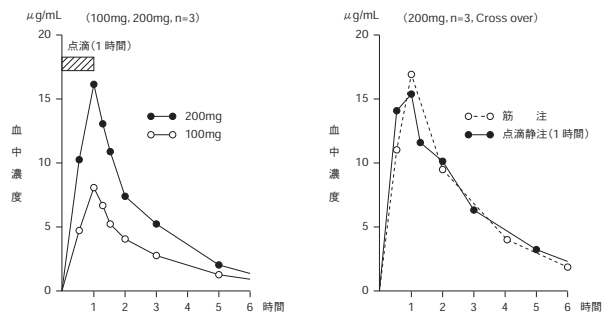 μg/mL
(100mg, 200mg, n=3)
20
点滴(1時間)
15
200mg
100mg
血中濃度
10
5
0
1 2 3 4 5 6 時間
μg/mL
(200mg, n=3, Cross over)
20
15
筋 注
点滴静注(1時間)
血中濃度
10
5
0
1 2 3 4 5 6 時間